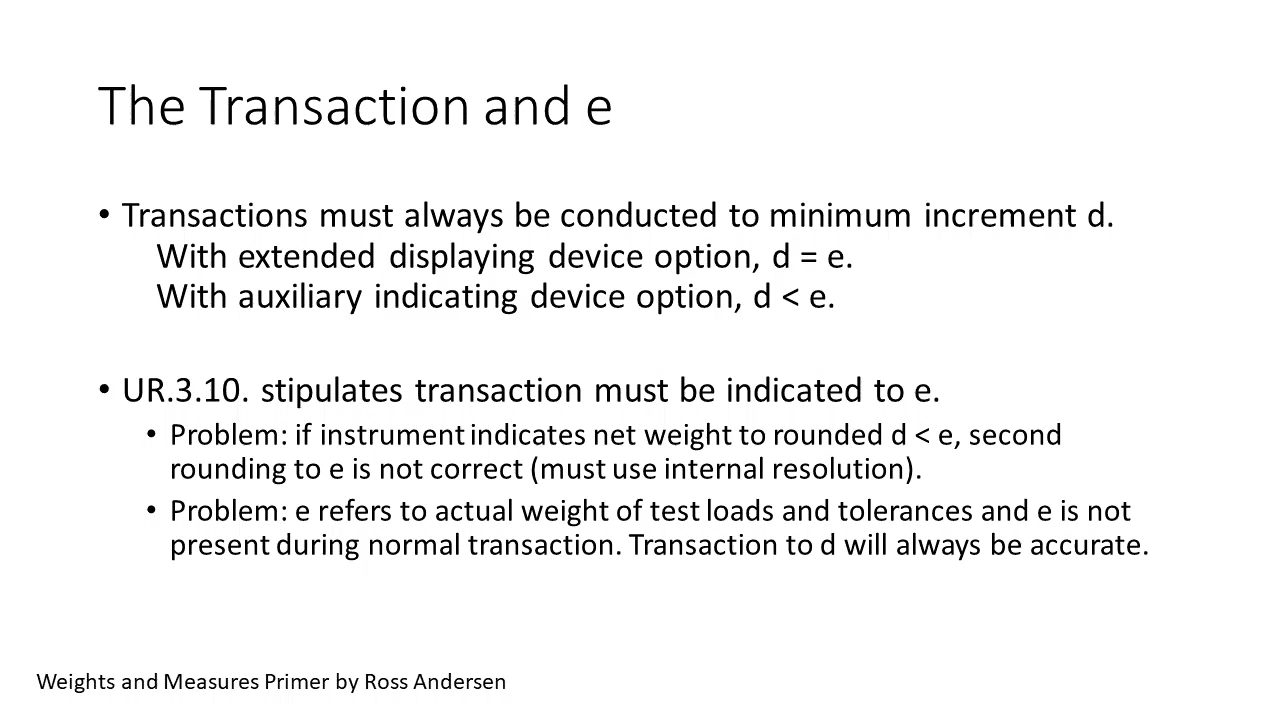 The Transaction and e
• Transactions must always be conducted to minimum increment d.
With extended displaying device option, d = e.
With auxiliary indicating device option, d < e.
• UR.3.10. stipulates transaction must be indicated to e.
• Problem: if instrument indicates net weight to rounded d < e, second
rounding to e is not correct (must use internal resolution).
• Problem: e refers to actual weight of test loads and tolerances and e is not
present during normal transaction. Transaction to d will always be accurate.
Weights and Measures Primer by Ross Andersen